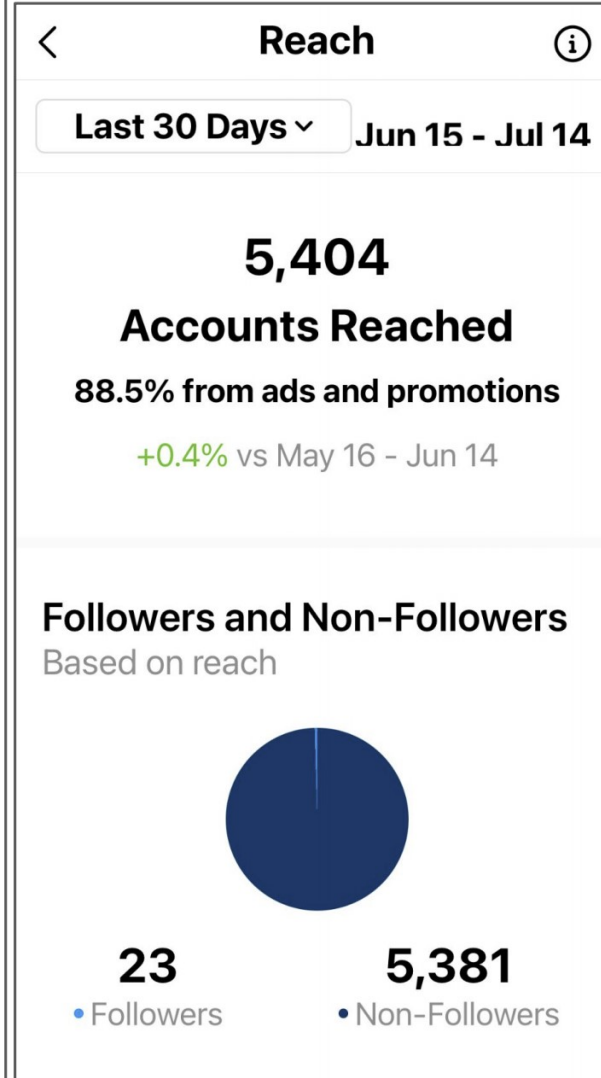 Reach
Last 30 Days Jun 15 - Jul 14
5,404
Accounts Reached
88.5% from ads and promotions
+0.4% vs May 16 - Jun 14
Followers and Non-Followers
Based on reach
23 5,381
Followers Non-Followers